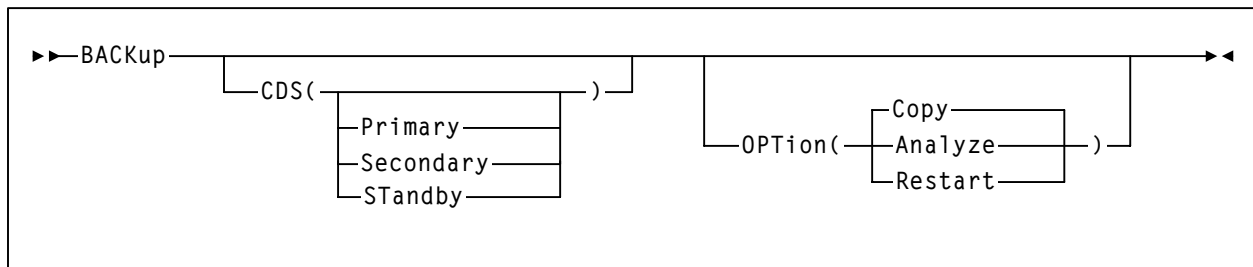 BACKup
CDS(
)
Primary
Secondary
STandby
Copy
OPTion(
Analyze
)
Restart